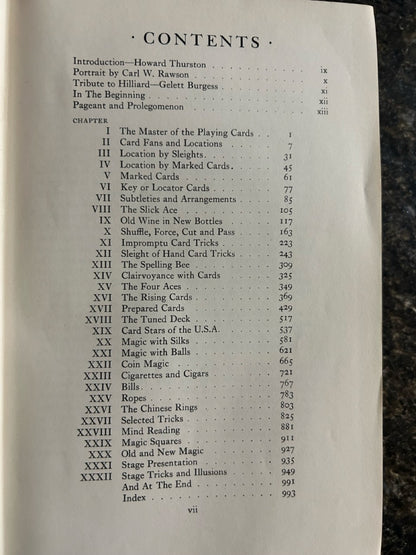 · CONTENTS ·
Introduction—Howard Thurston . . . . . . . . ix
Portrait by Carl W. Rawson . . . . . . . . x
Tribute to Hilliard—Gelett Burgess . . . . . . . . xi
In The Beginning . . . . . . . . xii
Pageant and Prolegomenon . . . . . . . . xiii
CHAPTER
I The Master of the Playing Cards . . 1
II Card Fans and Locations . . . . 7
III Location by Sleights . . . . . 31
IV Location by Marked Cards . . . . 45
V Marked Cards . . . . . . 61
VI Key or Locator Cards . . . . . 77
VII Subtleties and Arrangements . . . . 85
VIII The Slick Ace . . . . . . 105
IX Old Wine in New Bottles . . . . 117
X Shuffle, Force, Cut and Pass . . . . 163
XI Impromptu Card Tricks . . . . 223
XII Sleight of Hand Card Tricks . . . . 243
XIII The Spelling Bee . . . . . . 309
XIV Clairvoyance with Cards . . . . 325
XV The Four Aces . . . . . . 349
XVI The Rising Cards . . . . . 369
XVII Prepared Cards . . . . . . 429
XVIII The Tuned Deck . . . . . . 517
XIX Card Stars of the U.S.A. . . . . 537
XX Magic with Silks . . . . . . 581
XXI Magic with Balls . . . . . . 621
XXII Coin Magic . . . . . . 665
XXIII Cigarettes and Cigars . . . . . 721
XXIV Bills . . . . . . . . 767
XXV Ropes . . . . . . . . 783
XXVI The Chinese Rings . . . . . 803
XXVII Selected Tricks . . . . . . 825
XXVIII Mind Reading . . . . . . 881
XXIX Magic Squares . . . . . . 911
XXX Old and New Magic . . . . . 927
XXXI Stage Presentation . . . . . 935
XXXII Stage Tricks and Illusions . . . . 949
And At The End . . . . . . 991
Index . . . . . . . . 993
vii